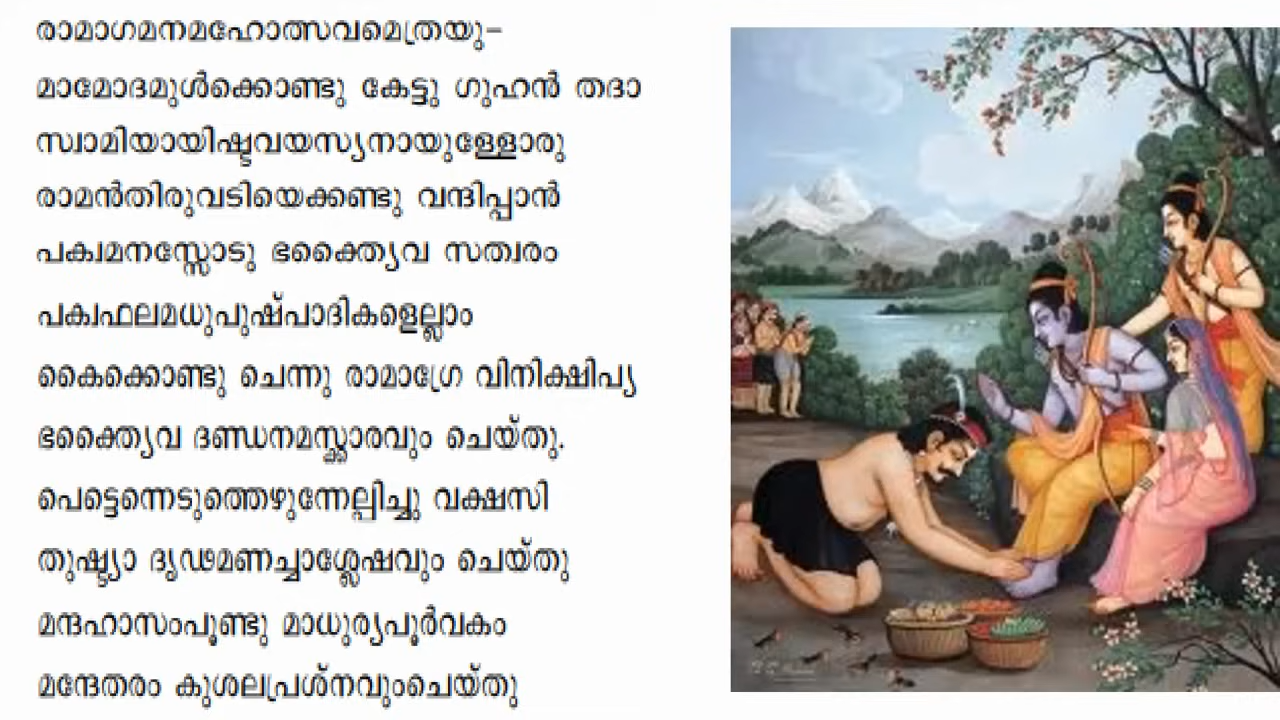 രാമാഗമനമഹോത്സവമെത്രയു–
മാമോദമുൾക്കൊണ്ടു കേട്ടു ഗുഹൻ തദാ
സ്വാമിയായിഷ്ടവയസ്യനായുള്ളോരു
രാമൻതിരുവടിയെക്കണ്ടു വന്ദിപ്പാൻ
പക്വമനസ്സോടു ഭക്ത്യൈവ സത്വരം
പക്വഫലമധുപുഷ്പാദികളെല്ലാം
കൈക്കൊണ്ടു ചെന്നു രാമാഗ്രേ വിനിക്ഷിപ്യ
ഭക്ത്യൈവ ദണ്ഡനമസ്കാരവും ചെയ്തു.
പെട്ടെന്നെടുത്തെഴുന്നേല്പിച്ചു വക്ഷസി
തുഷ്ട്യാ ദൃഢമണച്ചാശ്ലേഷവും ചെയ്തു
മന്ദഹാസംപൂണ്ടു മാധുര്യപൂർവകം
മന്ദേതരം കുശലപ്രശ്നവുംചെയ്തു